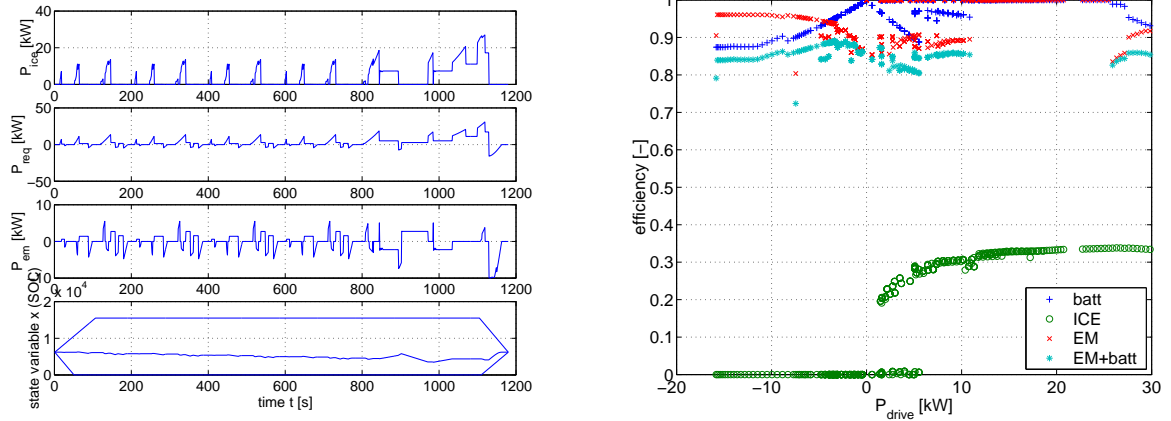 40
20
0
P_ice [kW]
0 200 400 600 800 1000 1200
50
0
−50
P_req [kW]
0 200 400 600 800 1000 1200
10
0
−10
P_em [kW]
0 200 400 600 800 1000 1200
x 10^4
2
1
0
state variable x (SOC)
0 200 400 600 800 1000 1200
time t [s]
1
0.9
0.8
0.7
0.6
0.5
0.4
0.3
0.2
0.1
0
efficiency [−]
−20 −10 0 10 20 30
P_drive [kW]
batt
ICE
EM
EM+batt